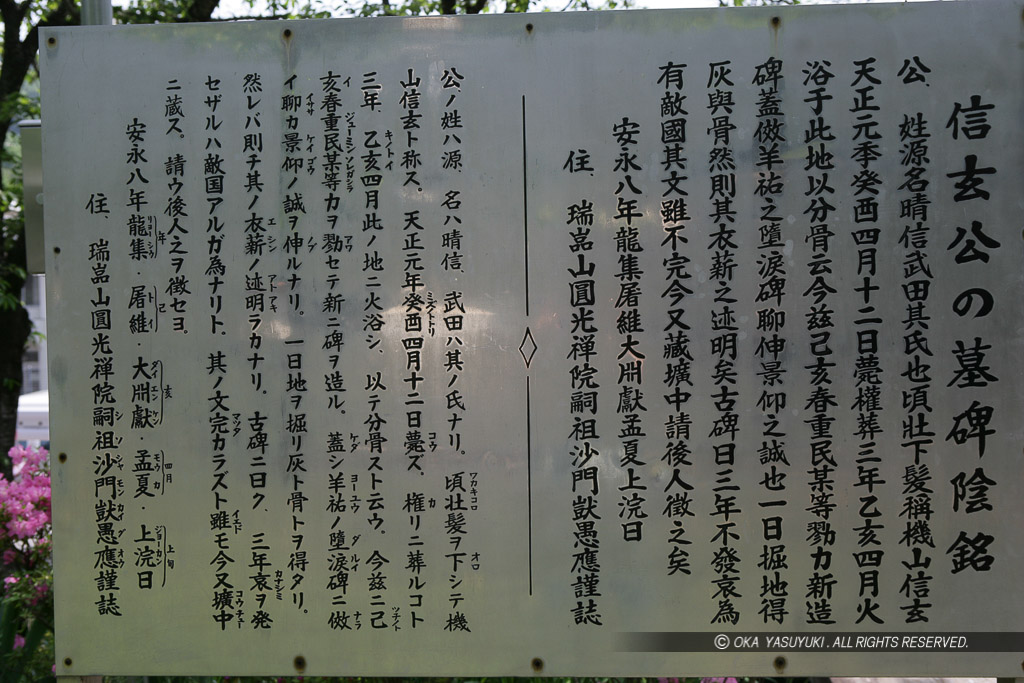 信玄公の墓碑陰銘
公、姓源名晴信武田其氏也頃壮下髮稱機山信玄
天正元季癸酉四月十二日薨権葬三年乙亥四月火
浴于此地以分骨云今茲己亥春重民某等勠力新造
碑蓋倣羊祜之墮淚碑聊伸景仰之誠也一日掘地得
灰與骨然則其衣薪之迹明矣古碑曰三年不發哀為
有敵國其文雖不完今又藏壙中請後人徴之矣
安永八年龍集屠維大淵献孟夏上浣日
住、瑞嵓山圓光禅院嗣祖沙門獃愚應謹誌
公ノ姓ハ源、名ハ晴信、武田ハ其ノ氏ナリ。頃壮髪ヲ下シテ機
山信玄ト称ス。天正元年癸酉四月十二日薨ス、権リニ葬ルコト
三年、乙亥四月此ノ地ニ火浴シ、以テ分骨スト云ウ、今茲ニ己
亥春重民某等力ヲ勠セテ新ニ碑ヲ造ル。蓋シ羊祜ノ墮淚碑ニ倣
イ聊カ景仰ノ誠ヲ伸ルナリ。一日地ヲ掘リ灰ト骨トヲ得タリ。
然レバ則チ其ノ衣薪ノ迹明ラカナリ。古碑ニ曰ク、三年哀ヲ発
セザルハ敵国アルガ為ナリト、其ノ文完カラズト雖モ今又壙中
ニ蔵ス。請ウ後人之ヲ徴セヨ。
安永八年龍集・屠維・大淵獻・孟夏・上浣日
住、瑞嵓山圓光禅院嗣祖沙門獃愚應謹誌
© OKA YASUYUKI. ALL RIGHTS RESERVED.